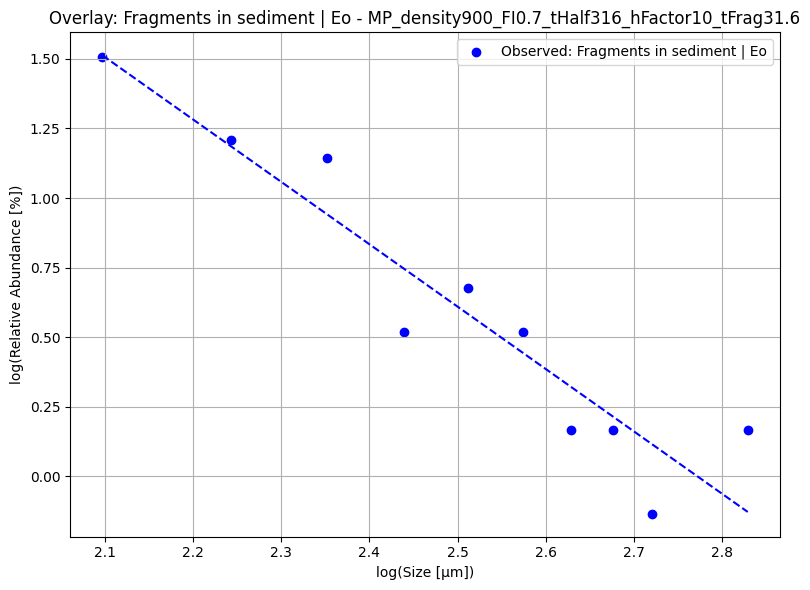 Overlay: Fragments in sediment | Eo - MP_density900_FI0.7_tHalf316_hFactor10_tFrag31.6
Observed: Fragments in sediment | Eo
1.50
1.25
1.00
0.75
0.50
0.25
0.00
log(Relative Abundance [%])
2.1 2.2 2.3 2.4 2.5 2.6 2.7 2.8
log(Size [μm])